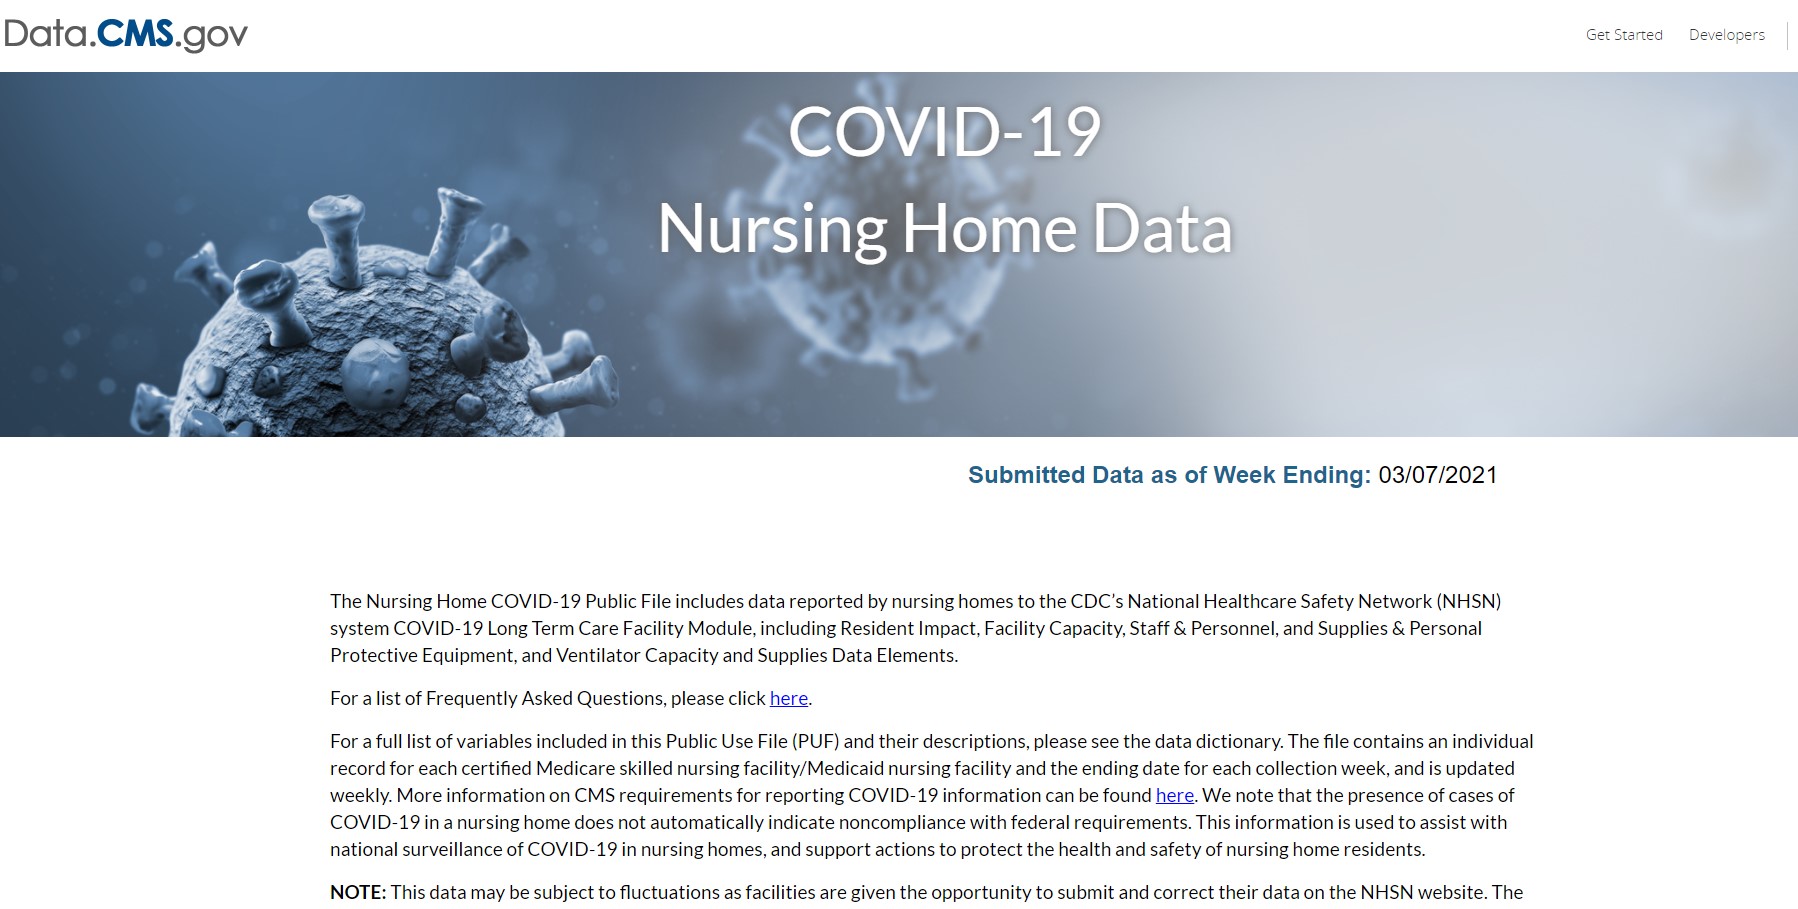 Data.CMS.gov
Get Started
Developers
COVID-19
Nursing Home Data
Submitted Data as of Week Ending: 03/07/2021
The Nursing Home COVID-19 Public File includes data reported by nursing homes to the CDC’s National Healthcare Safety Network (NHSN)
system COVID-19 Long Term Care Facility Module, including Resident Impact, Facility Capacity, Staff & Personnel, and Supplies & Personal
Protective Equipment, and Ventilator Capacity and Supplies Data Elements.
For a list of Frequently Asked Questions, please click here.
For a full list of variables included in this Public Use File (PUF) and their descriptions, please see the data dictionary. The file contains an individual
record for each certified Medicare skilled nursing facility/Medicaid nursing facility and the ending date for each collection week, and is updated
weekly. More information on CMS requirements for reporting COVID-19 information can be found here. We note that the presence of cases of
COVID-19 in a nursing home does not automatically indicate noncompliance with federal requirements. This information is used to assist with
national surveillance of COVID-19 in nursing homes, and support actions to protect the health and safety of nursing home residents.
NOTE: This data may be subject to fluctuations as facilities are given the opportunity to submit and correct their data on the NHSN website. The